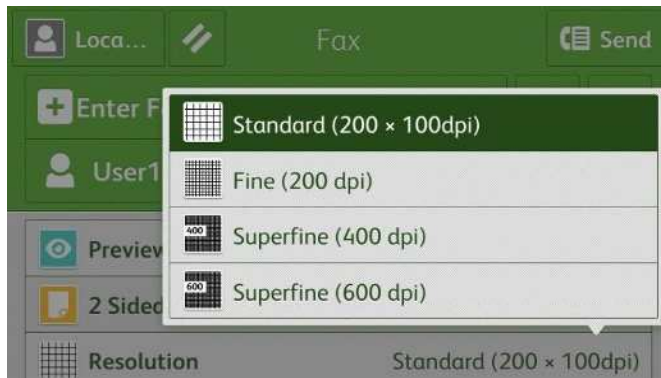 Loca...
Fax
Send
Enter F
User1
Standard (200 × 100dpi)
Fine (200 dpi)
400
Superfine (400 dpi)
600
Superfine (600 dpi)
Preview
2 Sided
Resolution
Standard (200 × 100dpi)